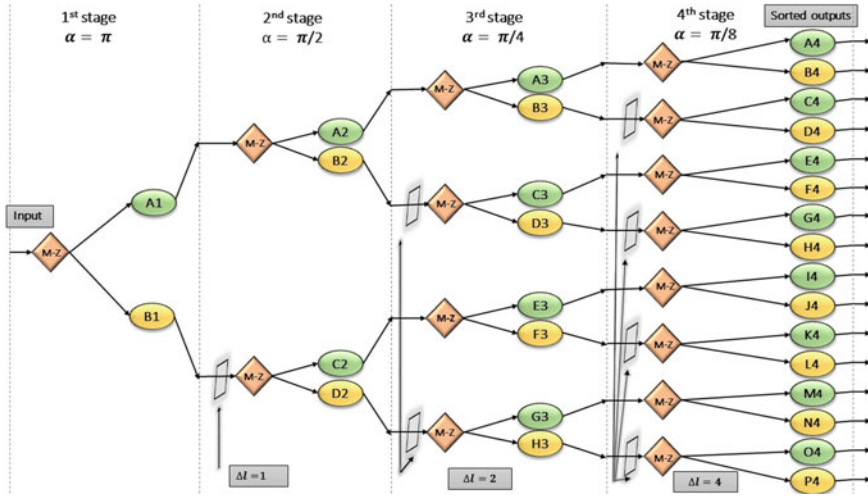 1st stage
α = π
2nd stage
α = π/2
3rd stage
α = π/4
4th stage
α = π/8
Sorted outputs
Input
M-Z
A1
B1
M-Z
M-Z
A2
B2
C2
D2
Δl = 1
M-Z
M-Z
M-Z
M-Z
A3
B3
C3
D3
E3
F3
G3
H3
Δl = 2
M-Z
M-Z
M-Z
M-Z
M-Z
M-Z
M-Z
M-Z
A4
B4
C4
D4
E4
F4
G4
H4
I4
J4
K4
L4
M4
N4
O4
P4
Δl = 4